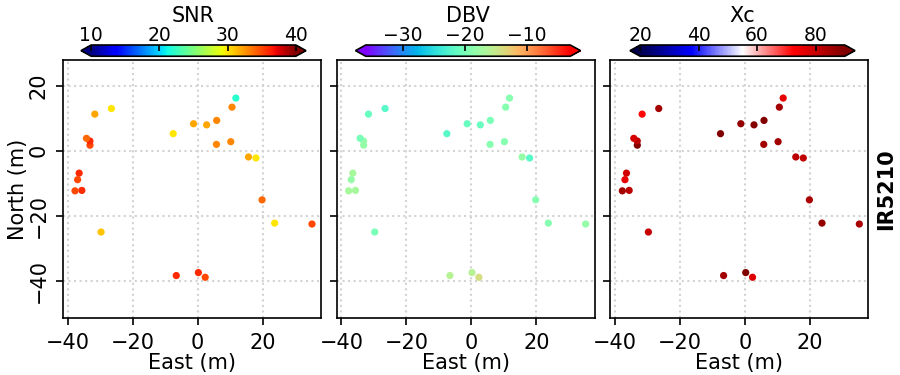 SNR DBV Xc
10 20 30 40 −30 −20 −10 20 40 60 80
20
0
−20
−40
North (m)
IR5210
−40 −20 0 20 −40 −20 0 20 −40 −20 0 20
East (m) East (m) East (m)